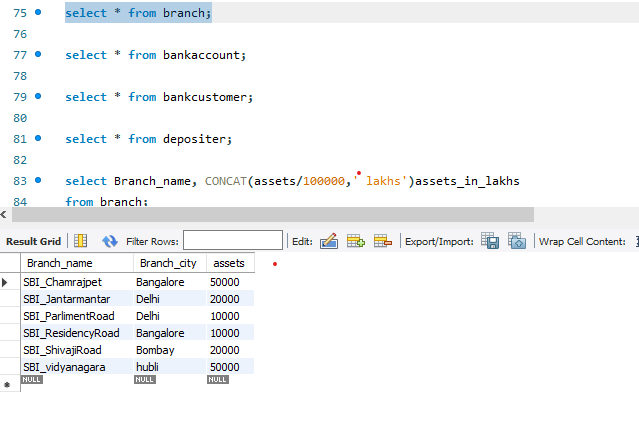 75 select * from branch;
76
77 select * from bankaccount;
78
79 select * from bankcustomer;
80
81 select * from depositer;
82
83 select Branch_name, CONCAT(assets/100000,' lakhs')assets_in_lakhs
84 from branch;
Result Grid Filter Rows: Edit: Export/Import: Wrap Cell Content:
Branch_name Branch_city assets
SBI_Chamrajpet Bangalore 50000
SBI_Jantarmantar Delhi 20000
SBI_ParlimentRoad Delhi 10000
SBI_ResidencyRoad Bangalore 10000
SBI_ShivajiRoad Bombay 20000
SBI_vidyanagara hubli 50000
NULL NULL NULL